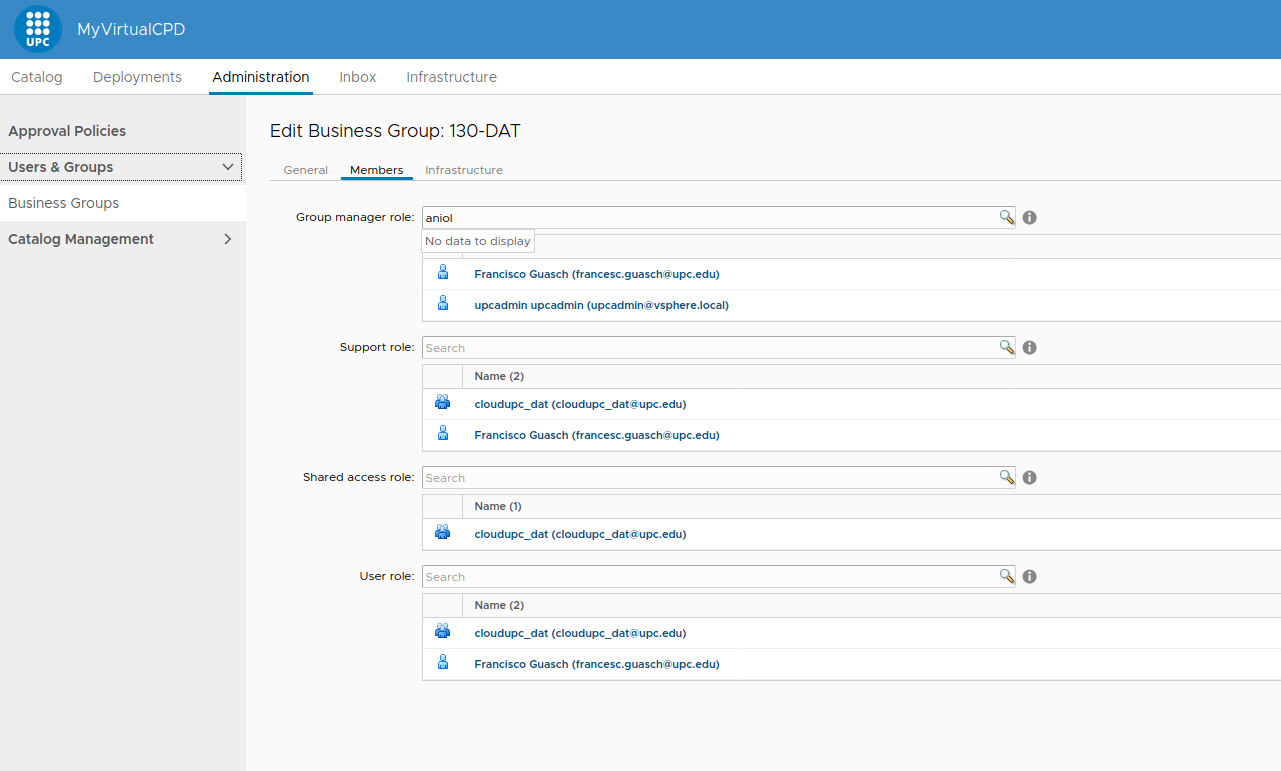 UPC
MyVirtualCPD
Catalog Deployments Administration Inbox Infrastructure
Approval Policies
Users & Groups
Business Groups
Catalog Management
Edit Business Group: 130-DAT
General Members Infrastructure
Group manager role: aniol
No data to display
Francisco Guasch (francesc.guasch@upc.edu)
upcadmin upcadmin (upcadmin@vsphere.local)
Support role: Search
Name (2)
cloudupc_dat (cloudupc_dat@upc.edu)
Francisco Guasch (francesc.guasch@upc.edu)
Shared access role: Search
Name (1)
cloudupc_dat (cloudupc_dat@upc.edu)
User role: Search
Name (2)
cloudupc_dat (cloudupc_dat@upc.edu)
Francisco Guasch (francesc.guasch@upc.edu)